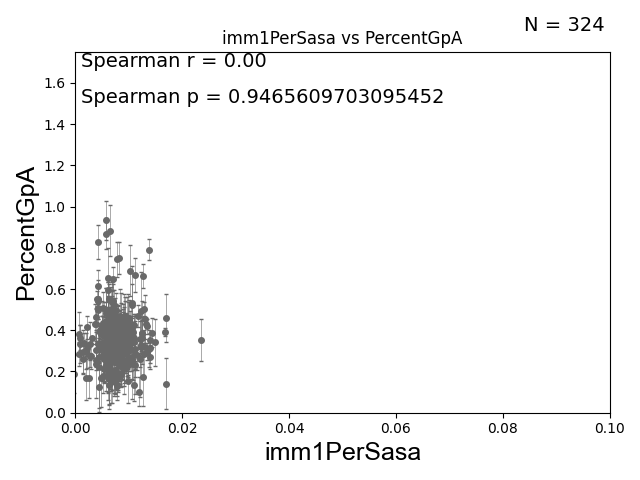 N = 324
imm1PerSasa vs PercentGpA
Spearman r = 0.00
Spearman p = 0.9465609703095452
1.6
1.4
1.2
1.0
0.8
0.6
0.4
0.2
0.0
PercentGpA
0.00 0.02 0.04 0.06 0.08 0.10
imm1PerSasa